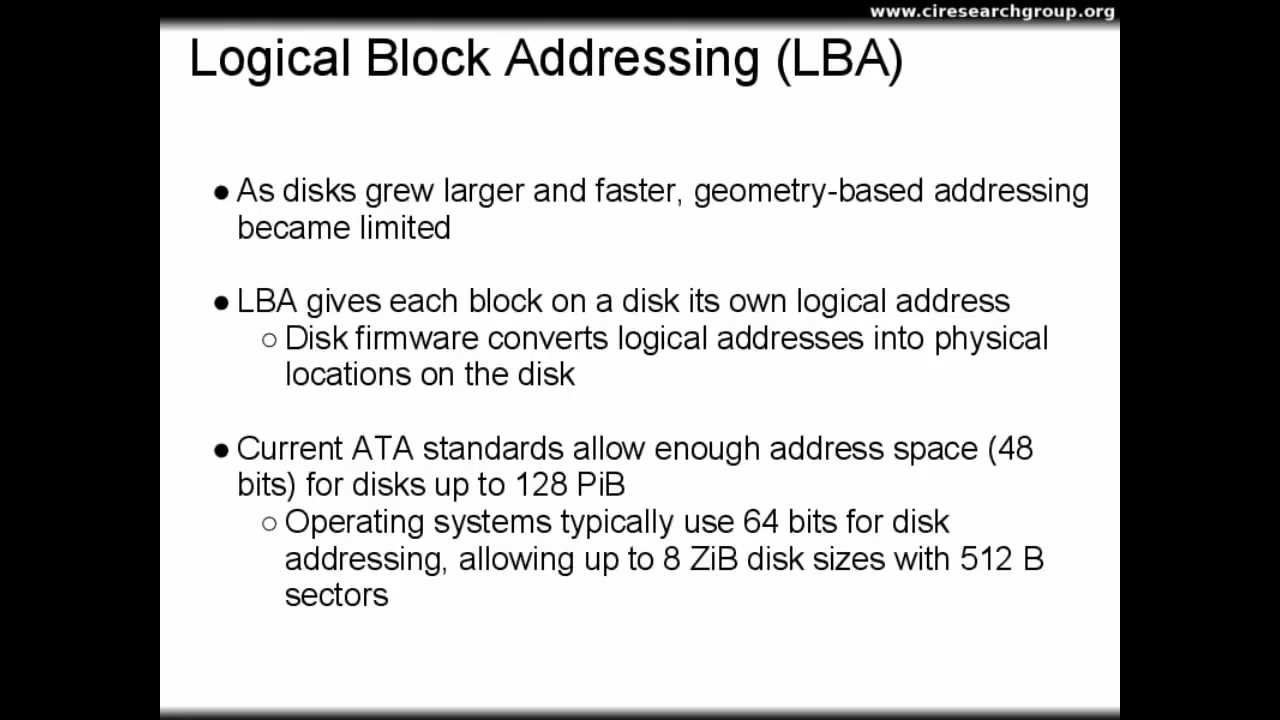 www.ciresearchgroup.org
Logical Block Addressing (LBA)
● As disks grew larger and faster, geometry-based addressing
became limited
● LBA gives each block on a disk its own logical address
○ Disk firmware converts logical addresses into physical
locations on the disk
● Current ATA standards allow enough address space (48
bits) for disks up to 128 PiB
○ Operating systems typically use 64 bits for disk
addressing, allowing up to 8 ZiB disk sizes with 512 B
sectors